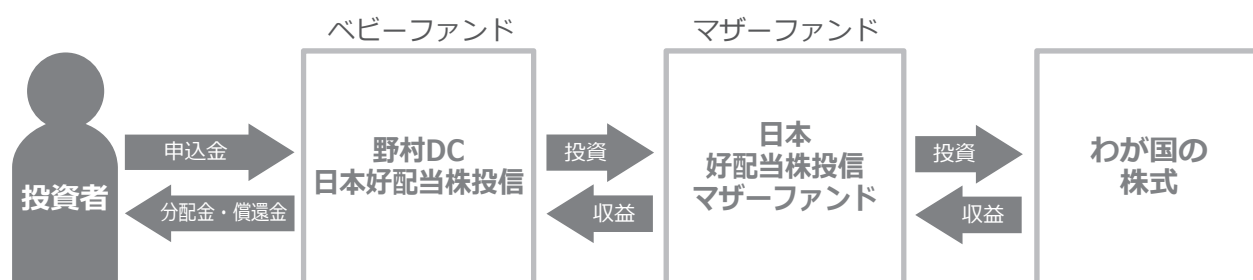 ベビーファンド
マザーファンド
投資者
申込金
分配金・償還金
野村DC
日本好配当株投信
投資
収益
日本
好配当株投信
マザーファンド
投資
収益
わが国の
株式